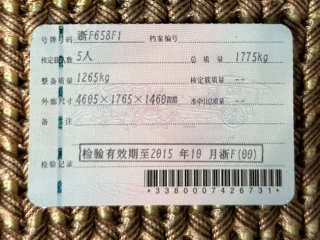 号牌号码 浙F658F1 档案编号
核定载人数 5人 总质量 1775kg
整备质量 1265kg 核定载质量 --
外廓尺寸 4605×1765×1460mm 准牵引总质量 --
备注
检验有效期至2015年10月浙F(00)
检验记录
*3380007426731*